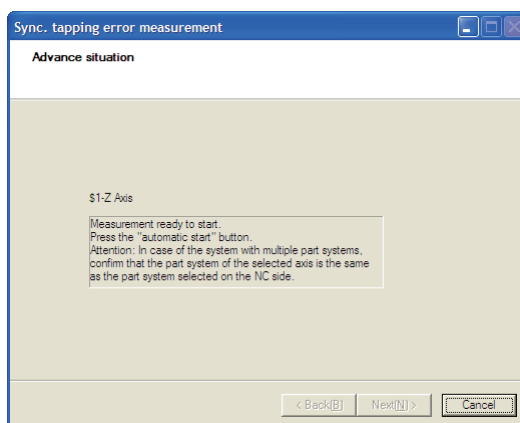 Sync. tapping error measurement
Advance situation
$1-Z Axis
Measurement ready to start.
Press the "automatic start" button.
Attention: In case of the system with multiple part systems,
confirm that the part system of the selected axis is the same
as the part system selected on the NC side.
< Back[B] Next[N] > Cancel